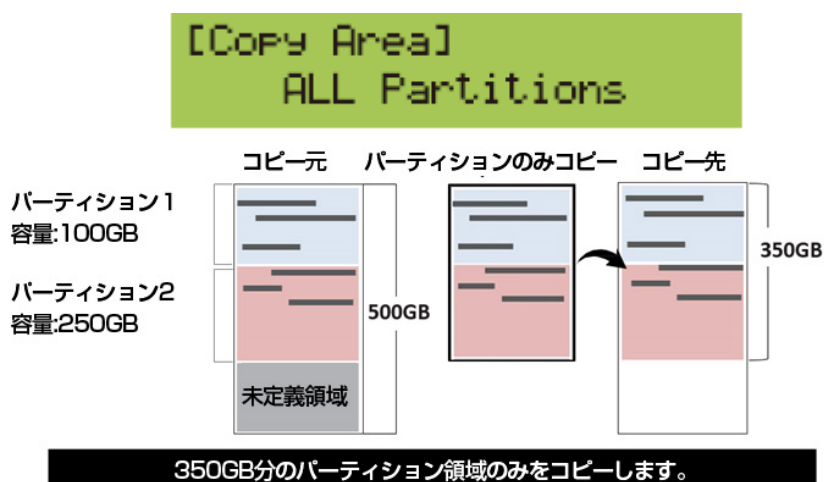 [Copy Area]
ALL Partitions
コピー元 パーティションのみコピー コピー先
パーティション1
容量:100GB
パーティション2
容量:250GB
500GB
350GB
未定義領域
350GB分のパーティション領域のみをコピーします。